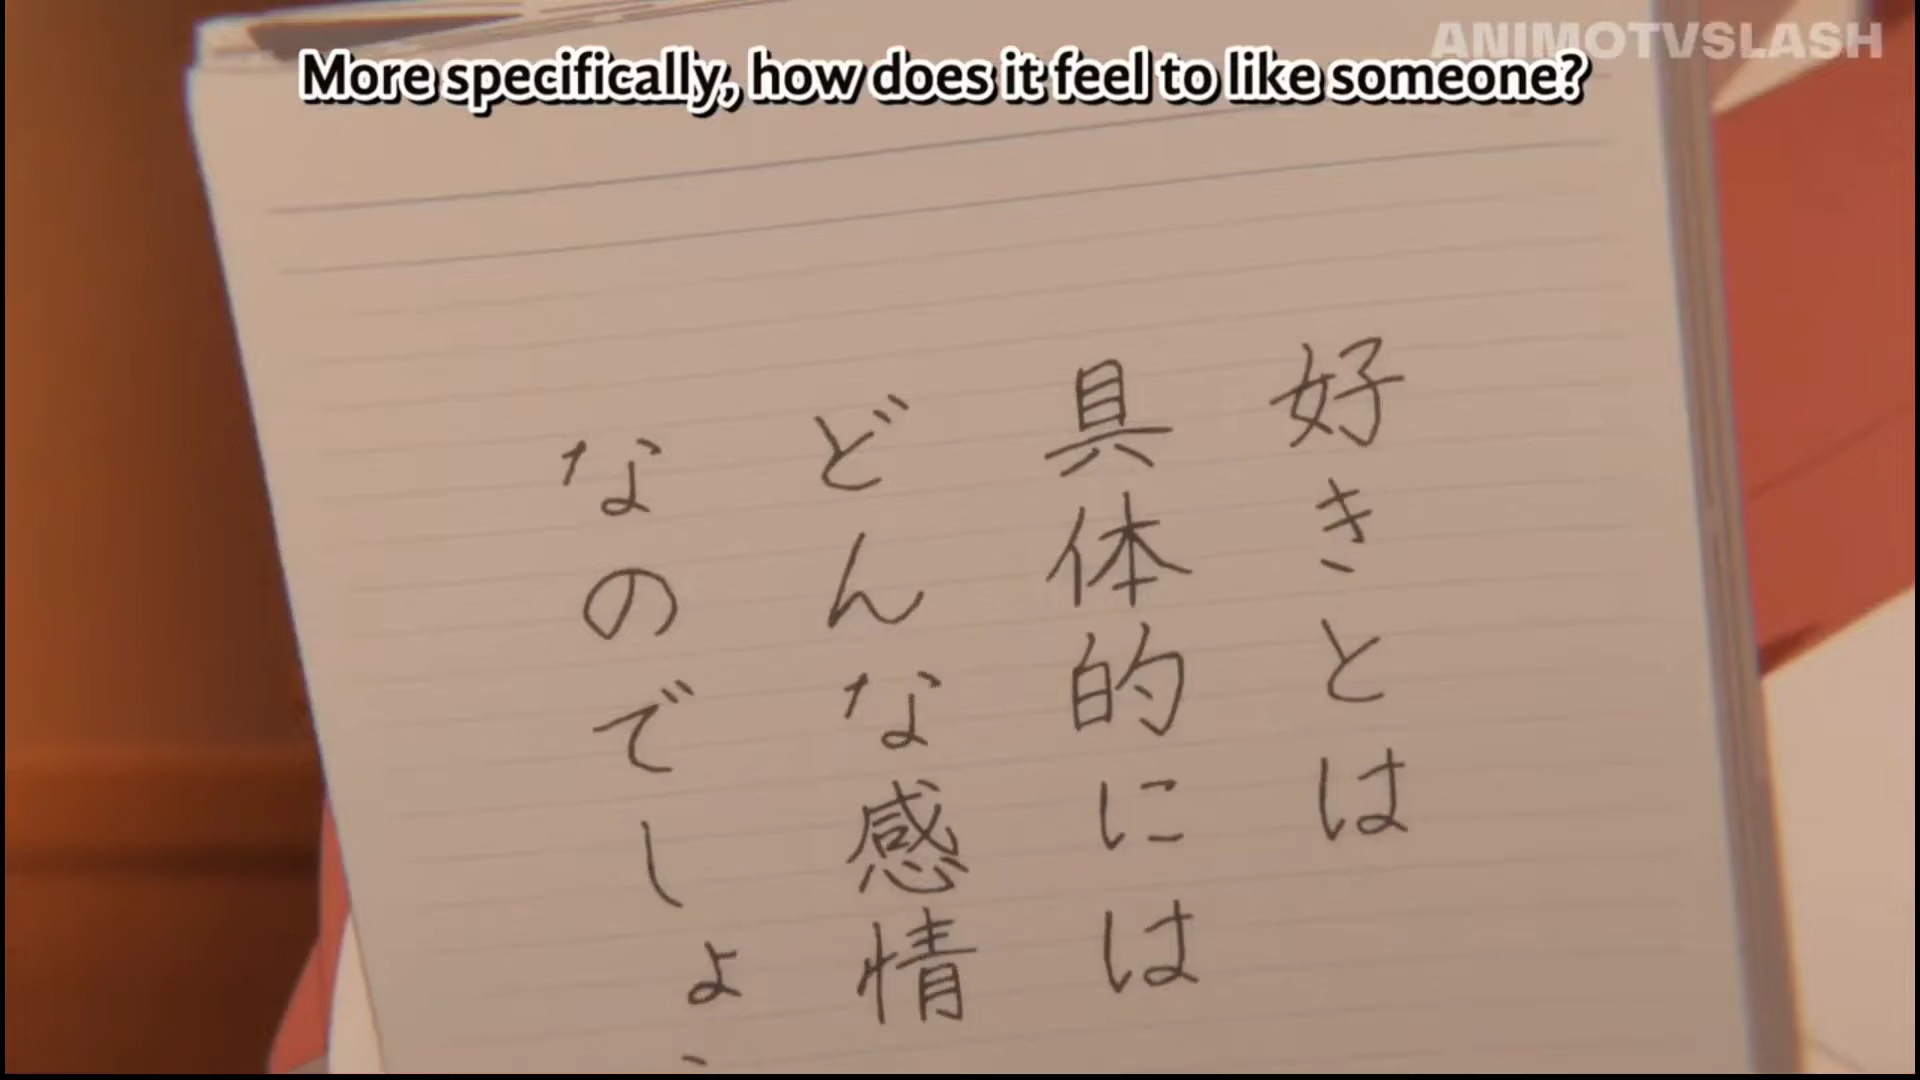 ANIMOTVSLASH
More specifically, how does it feel to like someone?
好きとは
具体的には
どんな感情
なのでしょ